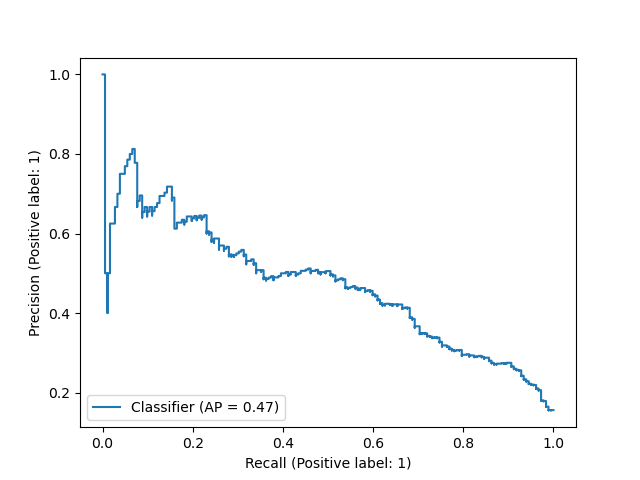 1.0
0.8
0.6
0.4
0.2
Precision (Positive label: 1)
Classifier (AP = 0.47)
0.0 0.2 0.4 0.6 0.8 1.0
Recall (Positive label: 1)